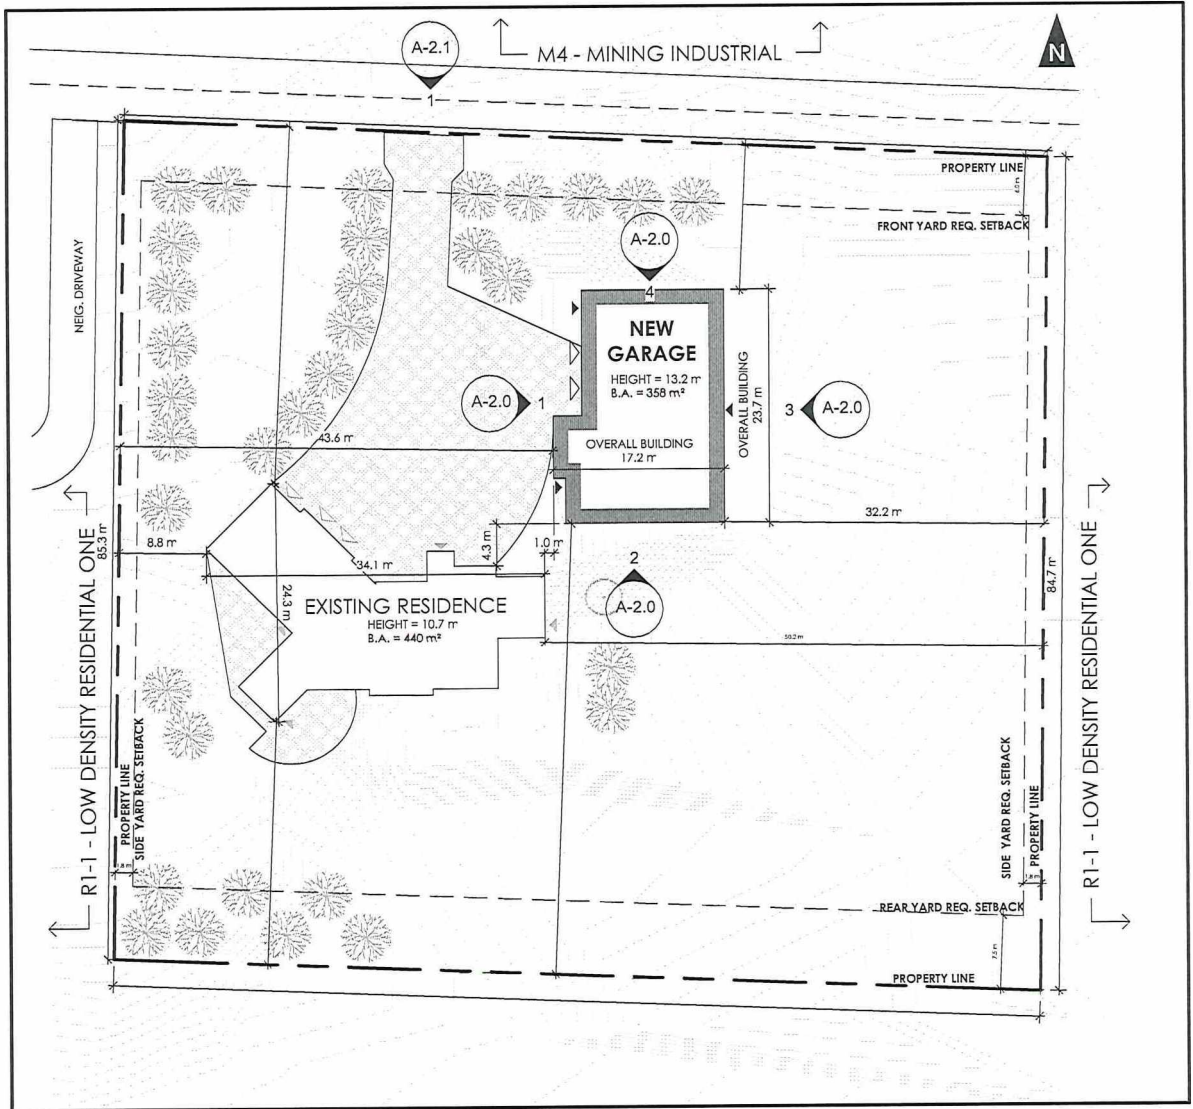 A-2.1
1
M4 - MINING INDUSTRIAL
N
PROPERTY LINE
6.0 m
FRONT YARD REQ. SETBACK
NEIG. DRIVEWAY
A-2.0
4
NEW
GARAGE
HEIGHT = 13.2 m
B.A. = 358 m²
A-2.0
1
OVERALL BUILDING
23.7 m
3
A-2.0
43.6 m
OVERALL BUILDING
17.2 m
32.2 m
85.3 m
8.8 m
4.3 m
1.0 m
34.1 m
2
A-2.0
84.7 m
24.3 m
EXISTING RESIDENCE
HEIGHT = 10.7 m
B.A. = 440 m²
50.2 m
R1-1 - LOW DENSITY RESIDENTIAL ONE
PROPERTY LINE
SIDE YARD REQ. SETBACK
SIDE YARD REQ. SETBACK
PROPERTY LINE
R1-1 - LOW DENSITY RESIDENTIAL ONE
1.8 m
1.8 m
REAR YARD REQ. SETBACK
7.5 m
PROPERTY LINE